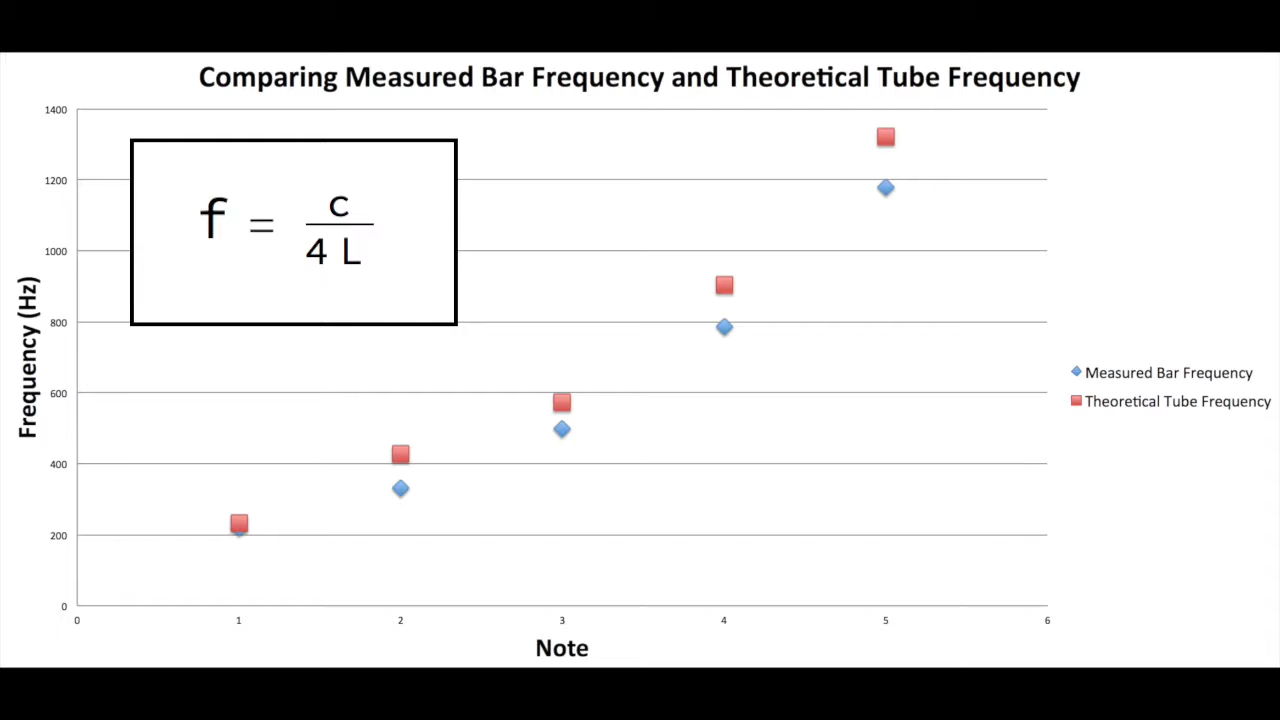 Comparing Measured Bar Frequency and Theoretical Tube Frequency
1400
1200
1000
800
600
400
200
0
f = c
4 L
Frequency (Hz)
0 1 2 3 4 5 6
Note
Measured Bar Frequency
Theoretical Tube Frequency